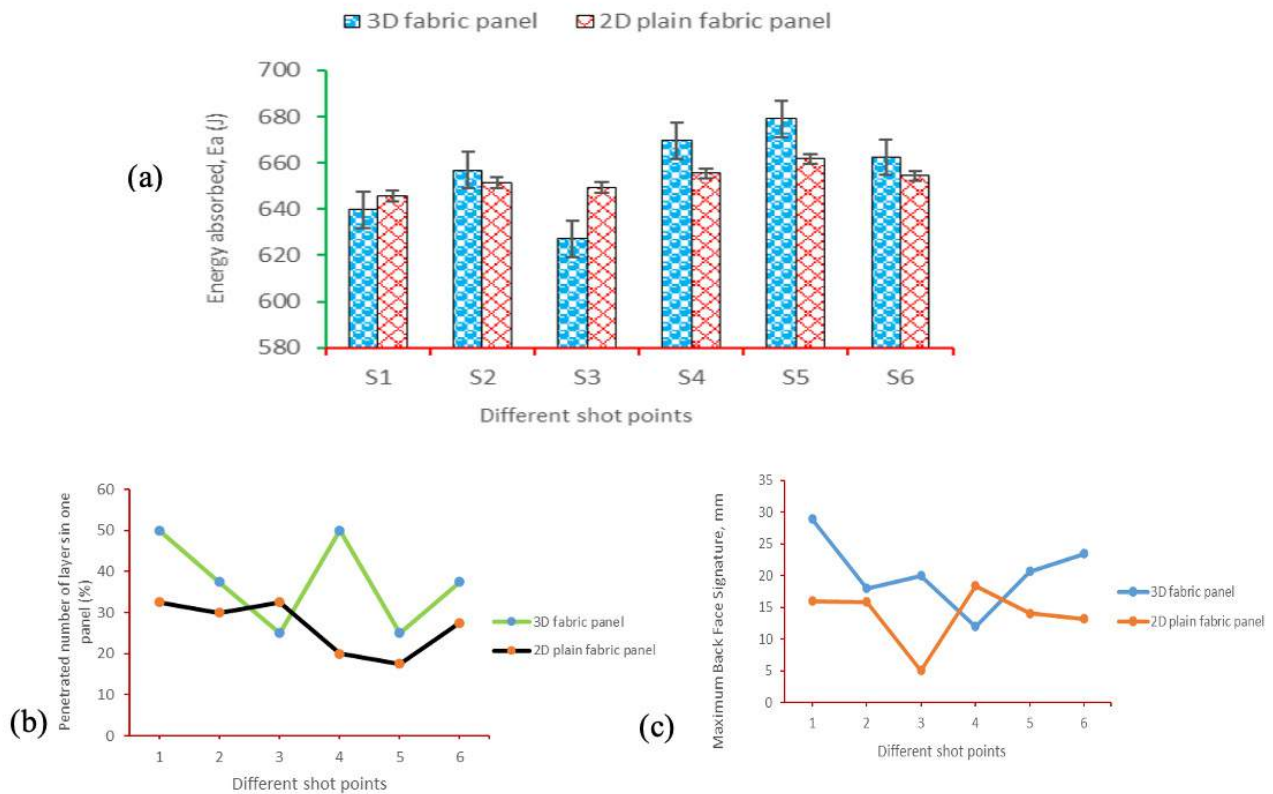 3D fabric panel 2D plain fabric panel
700
680
660
640
620
600
580
Energy absorbed, Ea (J)
(a)
S1 S2 S3 S4 S5 S6
Different shot points
60
50
40
30
20
10
0
Penetrated number of layers in one
panel (%)
3D fabric panel
2D plain fabric panel
(b)
1 2 3 4 5 6
Different shot points
35
30
25
20
15
10
5
0
Maximum Back Face Signature, mm
3D fabric panel
2D plain fabric panel
(c)
1 2 3 4 5 6
Different shot points